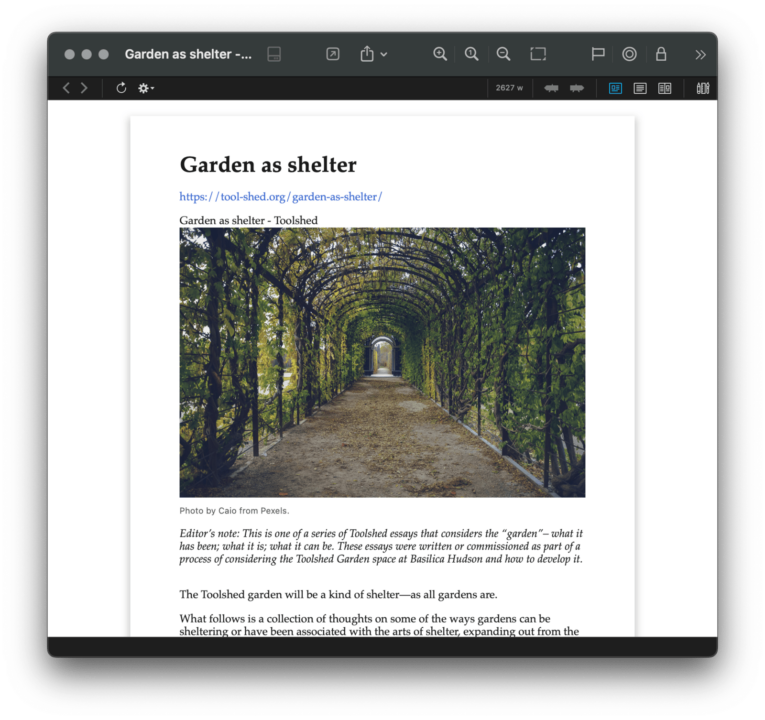 Garden as shelter -...
2627 w
Garden as shelter
https://tool-shed.org/garden-as-shelter/
Garden as shelter - Toolshed
Photo by Caio from Pexels.
Editor’s note: This is one of a series of Toolshed essays that considers the “garden”– what it
has been; what it is; what it can be. These essays were written or commissioned as part of a
process of considering the Toolshed Garden space at Basilica Hudson and how to develop it.
The Toolshed garden will be a kind of shelter—as all gardens are.
What follows is a collection of thoughts on some of the ways gardens can be
sheltering or have been associated with the arts of shelter, expanding out from the